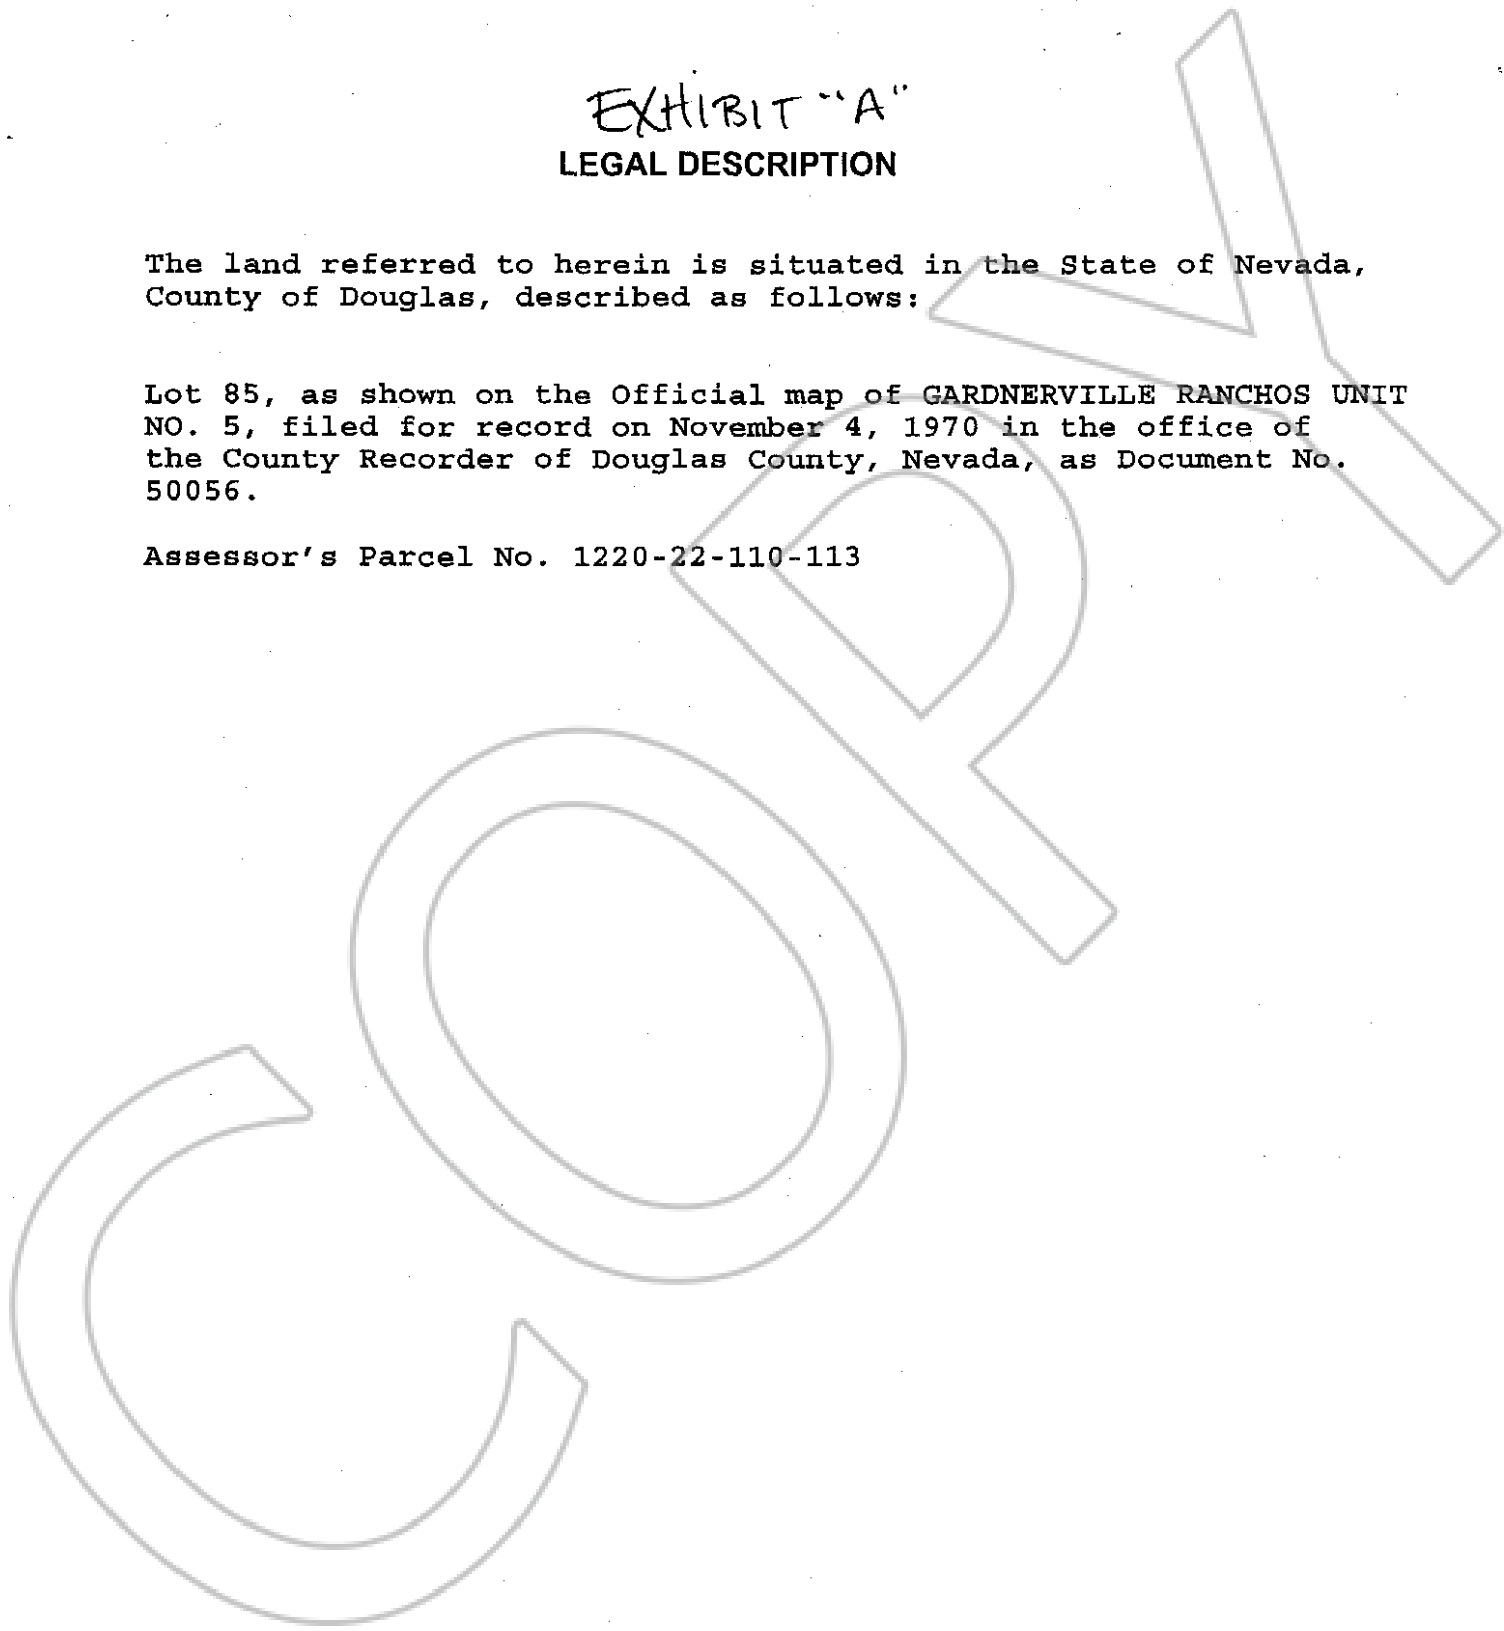 EXHIBIT "A"
LEGAL DESCRIPTION
The land referred to herein is situated in the State of Nevada,
County of Douglas, described as follows:
Lot 85, as shown on the Official map of GARDNERVILLE RANCHOS UNIT
NO. 5, filed for record on November 4, 1970 in the office of
the County Recorder of Douglas County, Nevada, as Document No.
50056.
Assessor's Parcel No. 1220-22-110-113
COPY